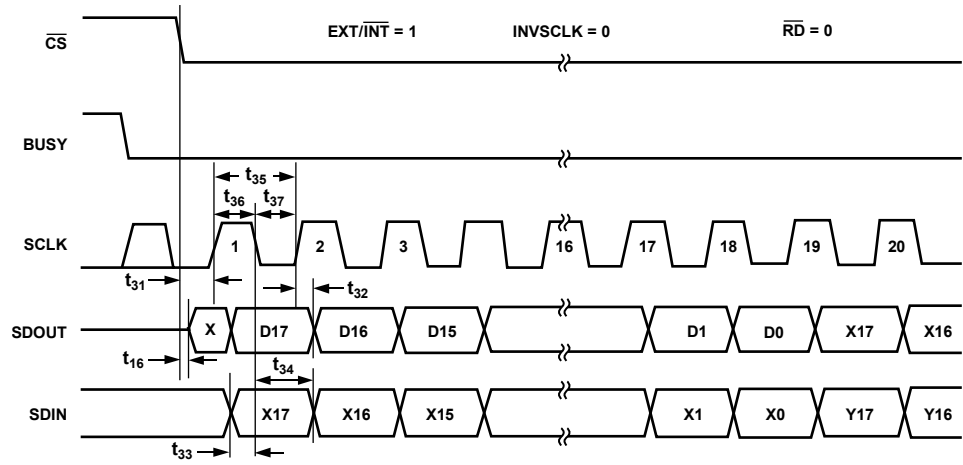 EXT/INT = 1 INVSCLK = 0 RD = 0
CS
BUSY
t35
t36 t37
SCLK 1 2 3 16 17 18 19 20
t31 t32
SDOUT X D17 D16 D15 D1 D0 X17 X16
t16 t34
SDIN X17 X16 X15 X1 X0 Y17 Y16
t33